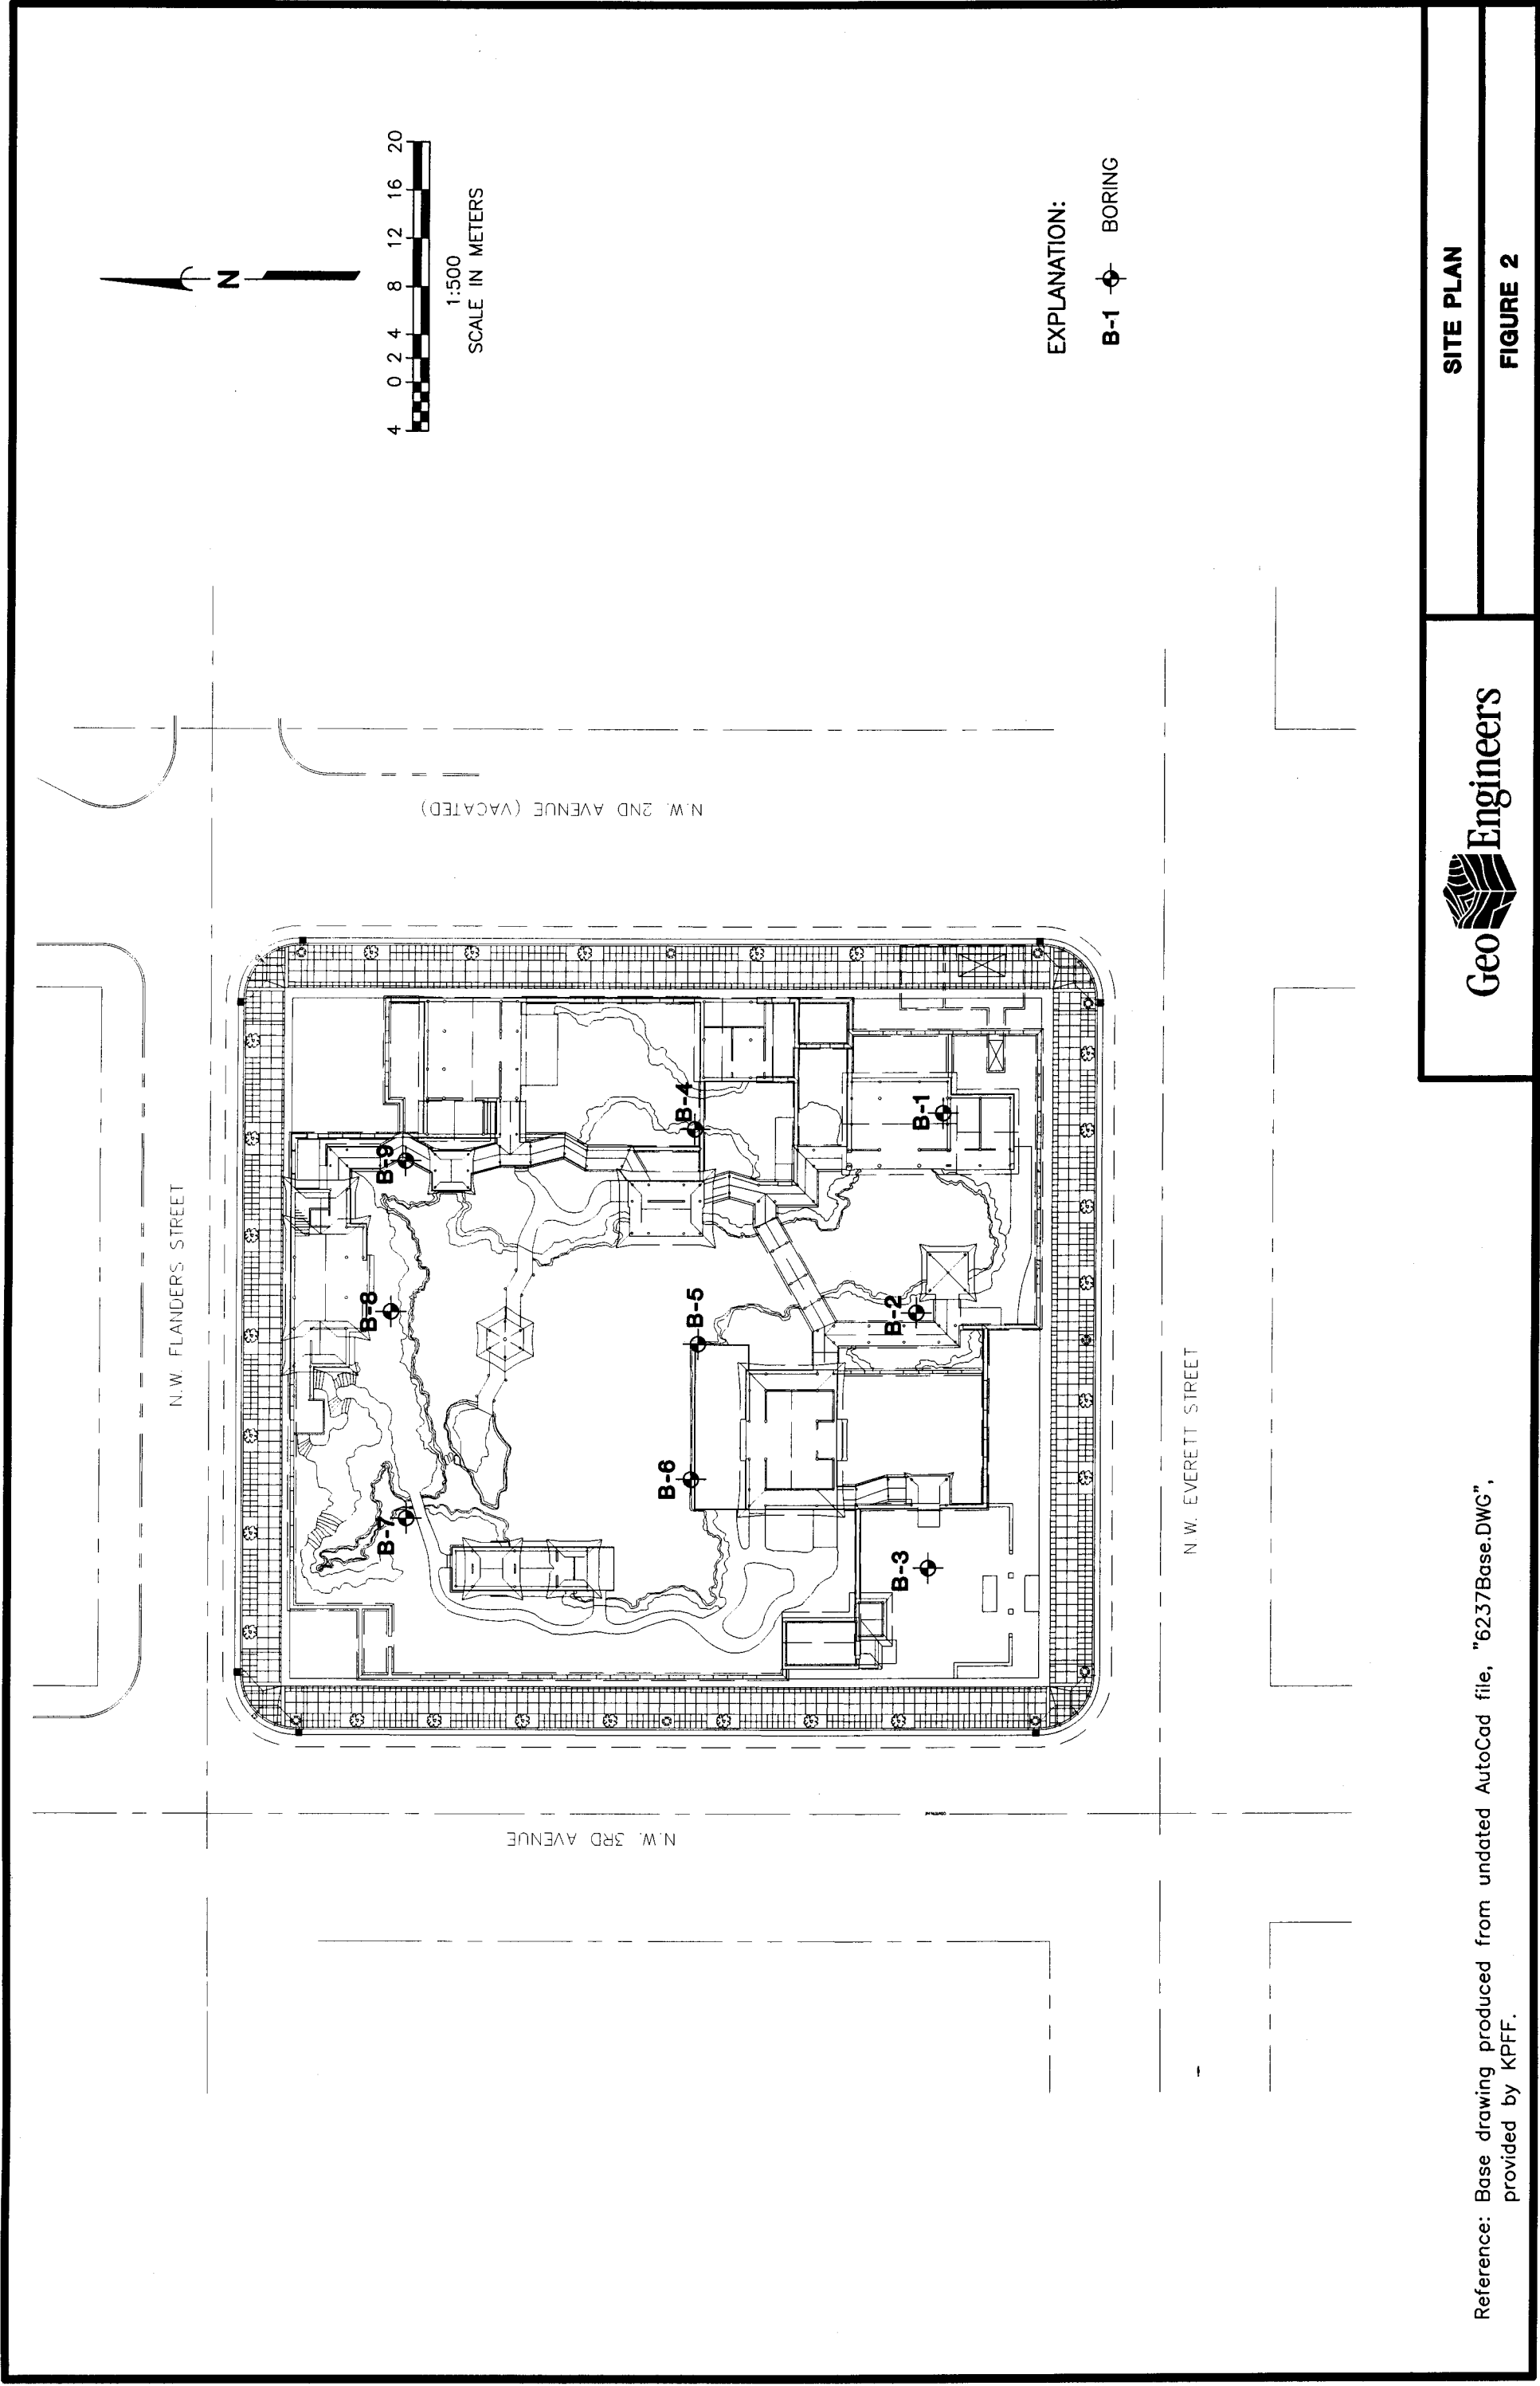 N.W. FLANDERS STREET
N.W. 3RD AVENUE
N.W. 2ND AVENUE (VACATED)
N.W. EVERETT STREET
B-7
B-8
B-9
B-6
B-5
B-4
B-3
B-2
B-1
N
4 0 2 4 8 12 16 20
1:500
SCALE IN METERS
EXPLANATION:
B-1 BORING
Reference: Base drawing produced from undated AutoCad file, "6237Base.DWG",
provided by KPFF.
Geo Engineers
SITE PLAN
FIGURE 2